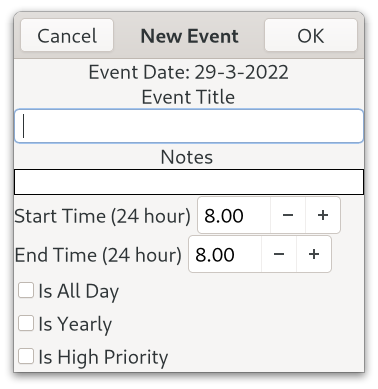 Cancel New Event OK
Event Date: 29-3-2022
Event Title
Notes
Start Time (24 hour) 8.00 − +
End Time (24 hour) 8.00 − +
Is All Day
Is Yearly
Is High Priority